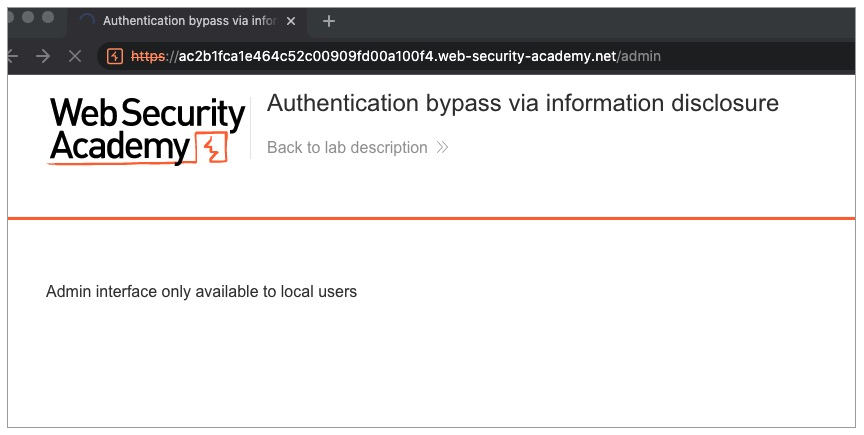 Authentication bypass via infor
https://ac2b1fca1e464c52c00909fd00a100f4.web-security-academy.net/admin
Web Security
Academy
Authentication bypass via information disclosure
Back to lab description
Admin interface only available to local users